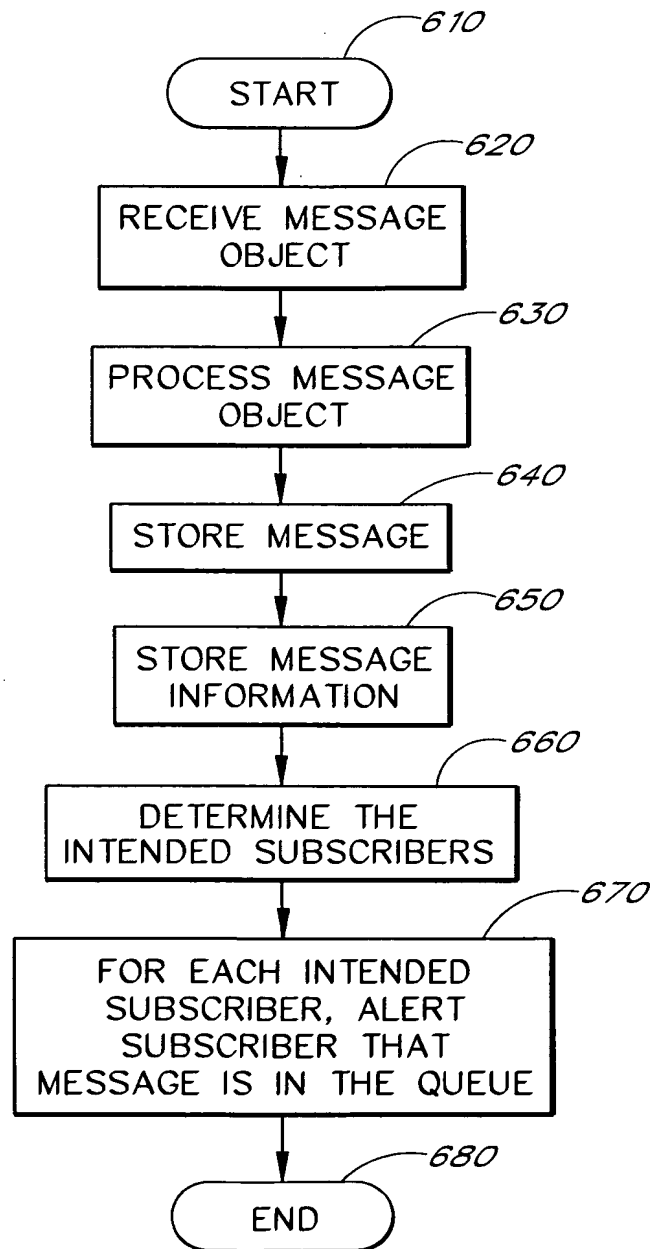 610
START
620
RECEIVE MESSAGE
OBJECT
630
PROCESS MESSAGE
OBJECT
640
STORE MESSAGE
650
STORE MESSAGE
INFORMATION
660
DETERMINE THE
INTENDED SUBSCRIBERS
670
FOR EACH INTENDED
SUBSCRIBER, ALERT
SUBSCRIBER THAT
MESSAGE IS IN THE QUEUE
680
END